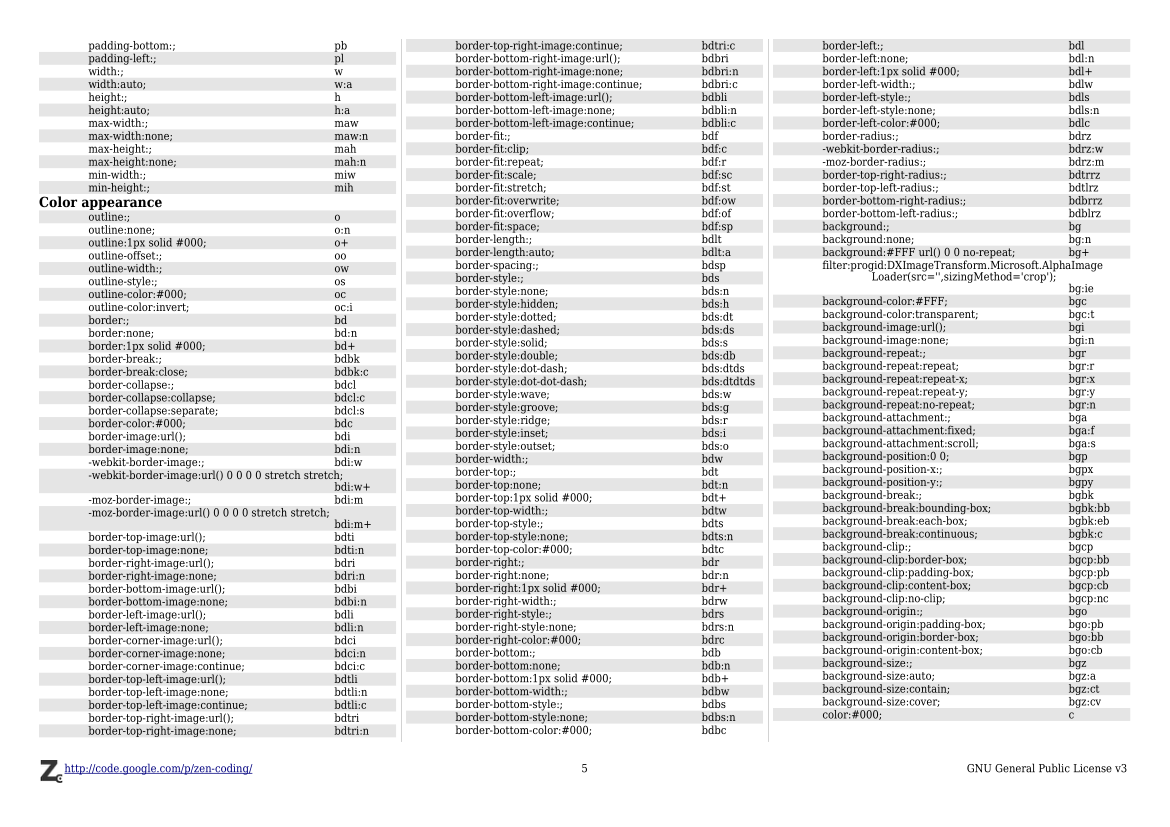 padding-bottom:; pb
padding-left:; pl
width:; w
width:auto; w:a
height:; h
height:auto; h:a
max-width:; maw
max-width:none; maw:n
max-height:; mah
max-height:none; mah:n
min-width:; miw
min-height:; mih
Color appearance
outline:; o
outline:none; o:n
outline:1px solid #000; o+
outline-offset:; oo
outline-width:; ow
outline-style:; os
outline-color:#000; oc
outline-color:invert; oc:i
border:; bd
border:none; bd:n
border:1px solid #000; bd+
border-break:; bdbk
border-break:close; bdbk:c
border-collapse:; bdcl
border-collapse:collapse; bdcl:c
border-collapse:separate; bdcl:s
border-color:#000; bdc
border-image:url(); bdi
border-image:none; bdi:n
-webkit-border-image:; bdi:w
-webkit-border-image:url() 0 0 0 0 stretch stretch;
bdi:w+
-moz-border-image:; bdi:m
-moz-border-image:url() 0 0 0 0 stretch stretch;
bdi:m+
border-top-image:url(); bdti
border-top-image:none; bdti:n
border-right-image:url(); bdri
border-right-image:none; bdri:n
border-bottom-image:url(); bdbi
border-bottom-image:none; bdbi:n
border-left-image:url(); bdli
border-left-image:none; bdli:n
border-corner-image:url(); bdci
border-corner-image:none; bdci:n
border-corner-image:continue; bdci:c
border-top-left-image:url(); bdtli
border-top-left-image:none; bdtli:n
border-top-left-image:continue; bdtli:c
border-top-right-image:url(); bdtri
border-top-right-image:none; bdtri:n
border-top-right-image:continue; bdtri:c
border-bottom-right-image:url(); bdbri
border-bottom-right-image:none; bdbri:n
border-bottom-right-image:continue; bdbri:c
border-bottom-left-image:url(); bdbli
border-bottom-left-image:none; bdbli:n
border-bottom-left-image:continue; bdbli:c
border-fit:; bdf
border-fit:clip; bdf:c
border-fit:repeat; bdf:r
border-fit:scale; bdf:sc
border-fit:stretch; bdf:st
border-fit:overwrite; bdf:ow
border-fit:overflow; bdf:of
border-fit:space; bdf:sp
border-length:; bdlt
border-length:auto; bdlt:a
border-spacing:; bdsp
border-style:; bds
border-style:none; bds:n
border-style:hidden; bds:h
border-style:dotted; bds:dt
border-style:dashed; bds:ds
border-style:solid; bds:s
border-style:double; bds:db
border-style:dot-dash; bds:dtds
border-style:dot-dot-dash; bds:dtdtds
border-style:wave; bds:w
border-style:groove; bds:g
border-style:ridge; bds:r
border-style:inset; bds:i
border-style:outset; bds:o
border-width:; bdw
border-top:; bdt
border-top:none; bdt:n
border-top:1px solid #000; bdt+
border-top-width:; bdtw
border-top-style:; bdts
border-top-style:none; bdts:n
border-top-color:#000; bdtc
border-right:; bdr
border-right:none; bdr:n
border-right:1px solid #000; bdr+
border-right-width:; bdrw
border-right-style:; bdrs
border-right-style:none; bdrs:n
border-right-color:#000; bdrc
border-bottom:; bdb
border-bottom:none; bdb:n
border-bottom:1px solid #000; bdb+
border-bottom-width:; bdbw
border-bottom-style:; bdbs
border-bottom-style:none; bdbs:n
border-bottom-color:#000; bdbc
border-left:; bdl
border-left:none; bdl:n
border-left:1px solid #000; bdl+
border-left-width:; bdlw
border-left-style:; bdls
border-left-style:none; bdls:n
border-left-color:#000; bdlc
border-radius:; bdrz
-webkit-border-radius:; bdrz:w
-moz-border-radius:; bdrz:m
border-top-right-radius:; bdtrrz
border-top-left-radius:; bdtlrz
border-bottom-right-radius:; bdbrrz
border-bottom-left-radius:; bdblrz
background:; bg
background:none; bg:n
background:#FFF url() 0 0 no-repeat; bg+
filter:progid:DXImageTransform.Microsoft.AlphaImage
Loader(src='',sizingMethod='crop');
bg:ie
background-color:#FFF; bgc
background-color:transparent; bgc:t
background-image:url(); bgi
background-image:none; bgi:n
background-repeat:; bgr
background-repeat:repeat; bgr:r
background-repeat:repeat-x; bgr:x
background-repeat:repeat-y; bgr:y
background-repeat:no-repeat; bgr:n
background-attachment:; bga
background-attachment:fixed; bga:f
background-attachment:scroll; bga:s
background-position:0 0; bgp
background-position-x:; bgpx
background-position-y:; bgpy
background-break:; bgbk
background-break:bounding-box; bgbk:bb
background-break:each-box; bgbk:eb
background-break:continuous; bgbk:c
background-clip:; bgcp
background-clip:border-box; bgcp:bb
background-clip:padding-box; bgcp:pb
background-clip:content-box; bgcp:cb
background-clip:no-clip; bgcp:nc
background-origin:; bgo
background-origin:padding-box; bgo:pb
background-origin:border-box; bgo:bb
background-origin:content-box; bgo:cb
background-size:; bgz
background-size:auto; bgz:a
background-size:contain; bgz:ct
background-size:cover; bgz:cv
color:#000; c
Zc http://code.google.com/p/zen-coding/ 5 GNU General Public License v3